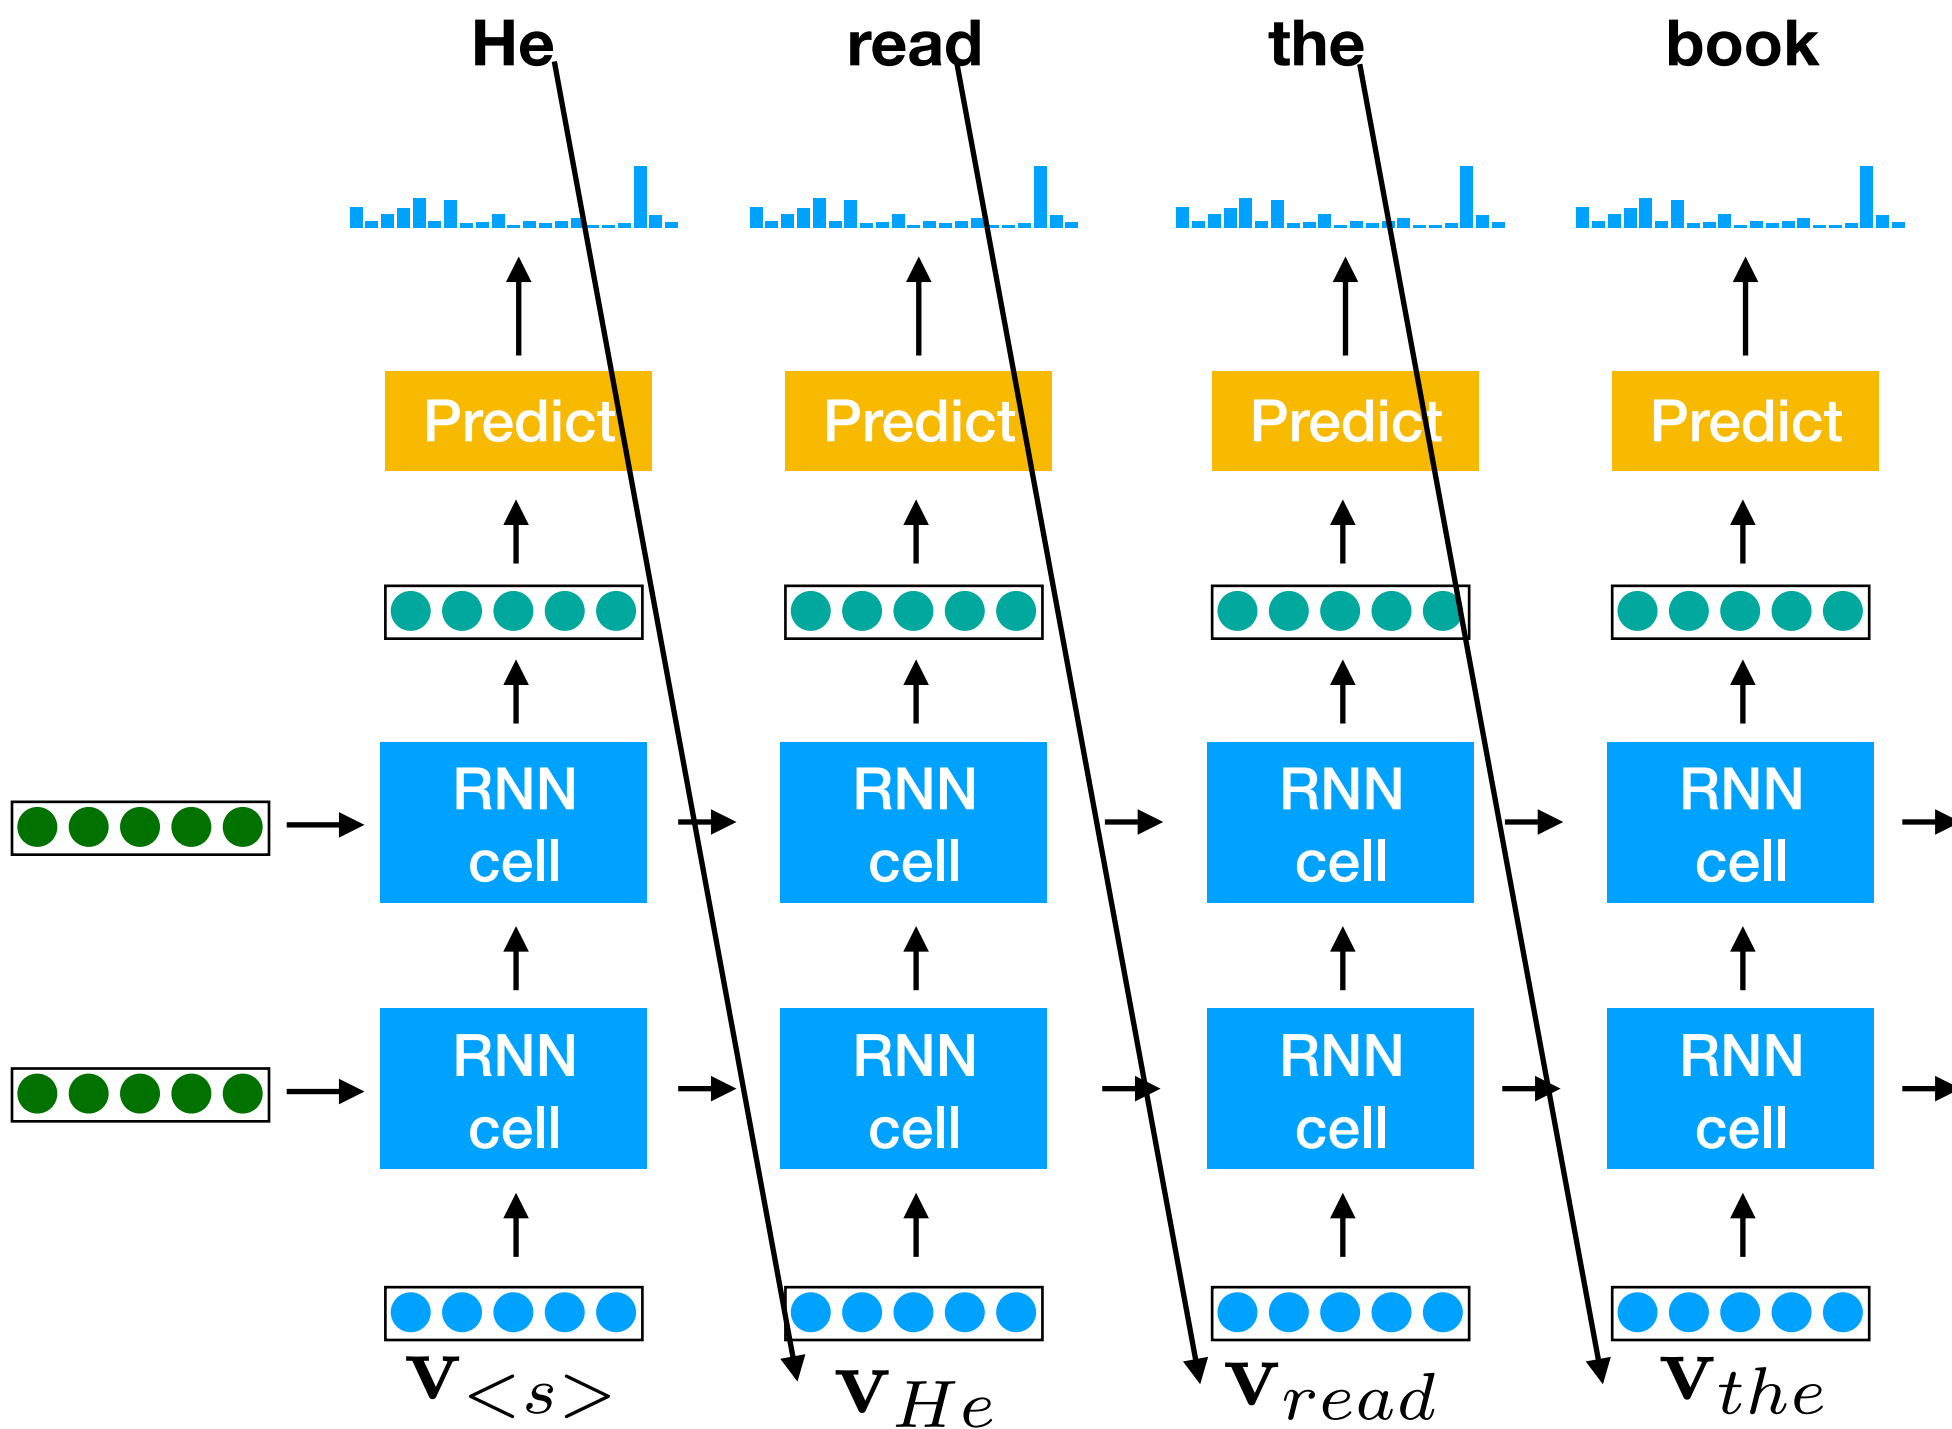 He read the book
Predict Predict Predict Predict
RNN cell RNN cell RNN cell RNN cell
RNN cell RNN cell RNN cell RNN cell
v<s> vHe vread vthe